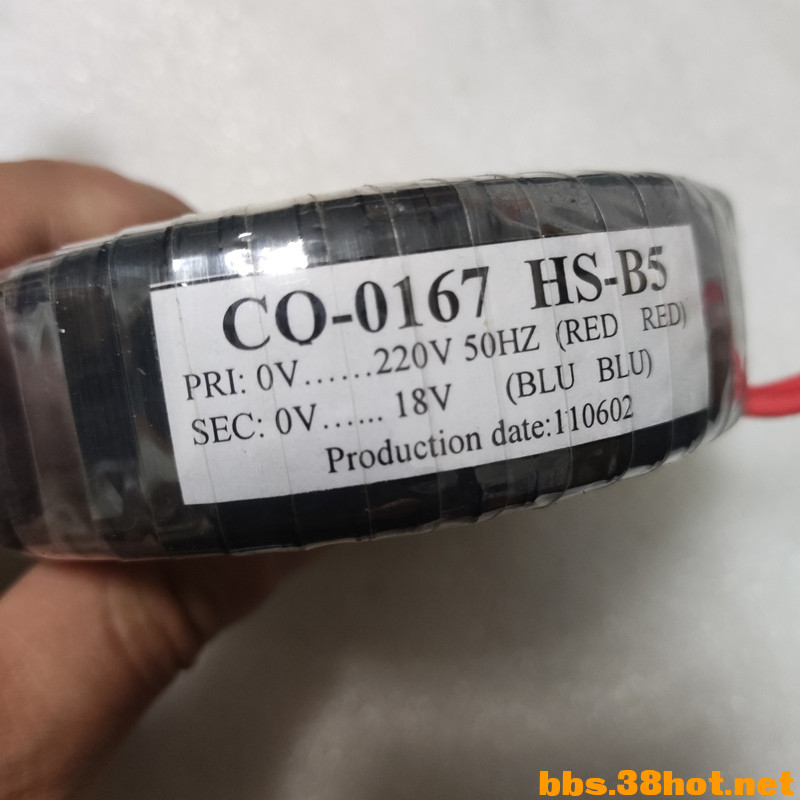 CQ-0167 HS-B5
PRI: 0V......220V 50HZ (RED RED)
SEC: 0V...... 18V (BLU BLU)
Production date:110602
bbs.38hot.net